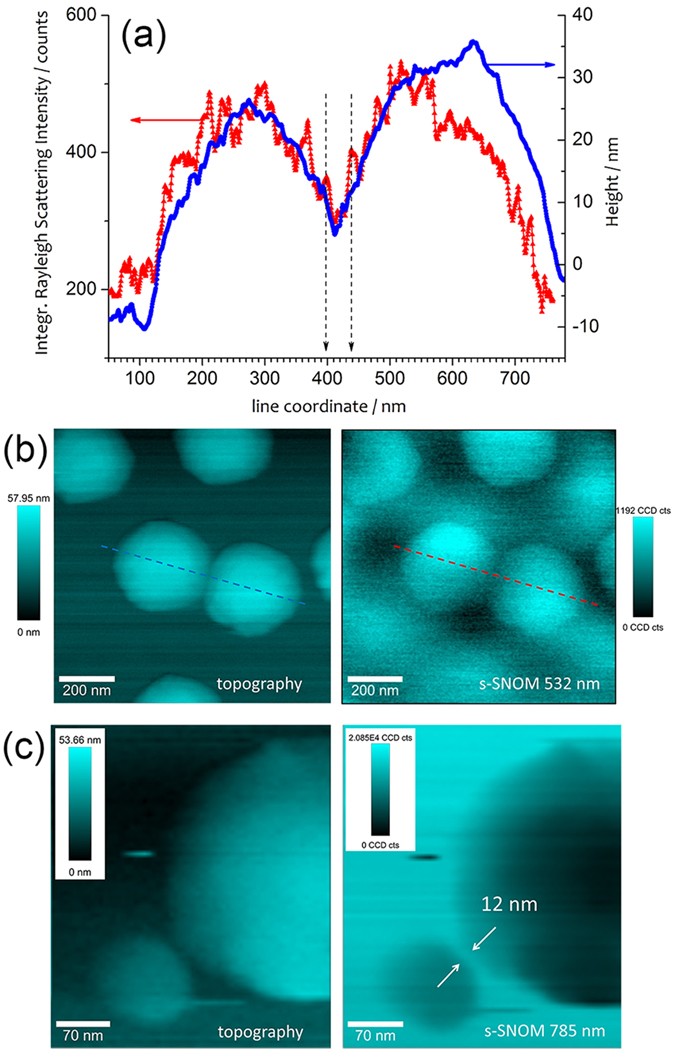 (a)
600
400
200
Integr. Rayleigh Scattering Intensity / counts
40
30
20
10
0
-10
Height / nm
100 200 300 400 500 600 700
line coordinate / nm
(b)
57.95 nm
0 nm
200 nm
topography
200 nm
s-SNOM 532 nm
1192 CCD cts
0 CCD cts
(c)
53.66 nm
0 nm
70 nm
topography
2.085E4 CCD cts
0 CCD cts
12 nm
70 nm
s-SNOM 785 nm